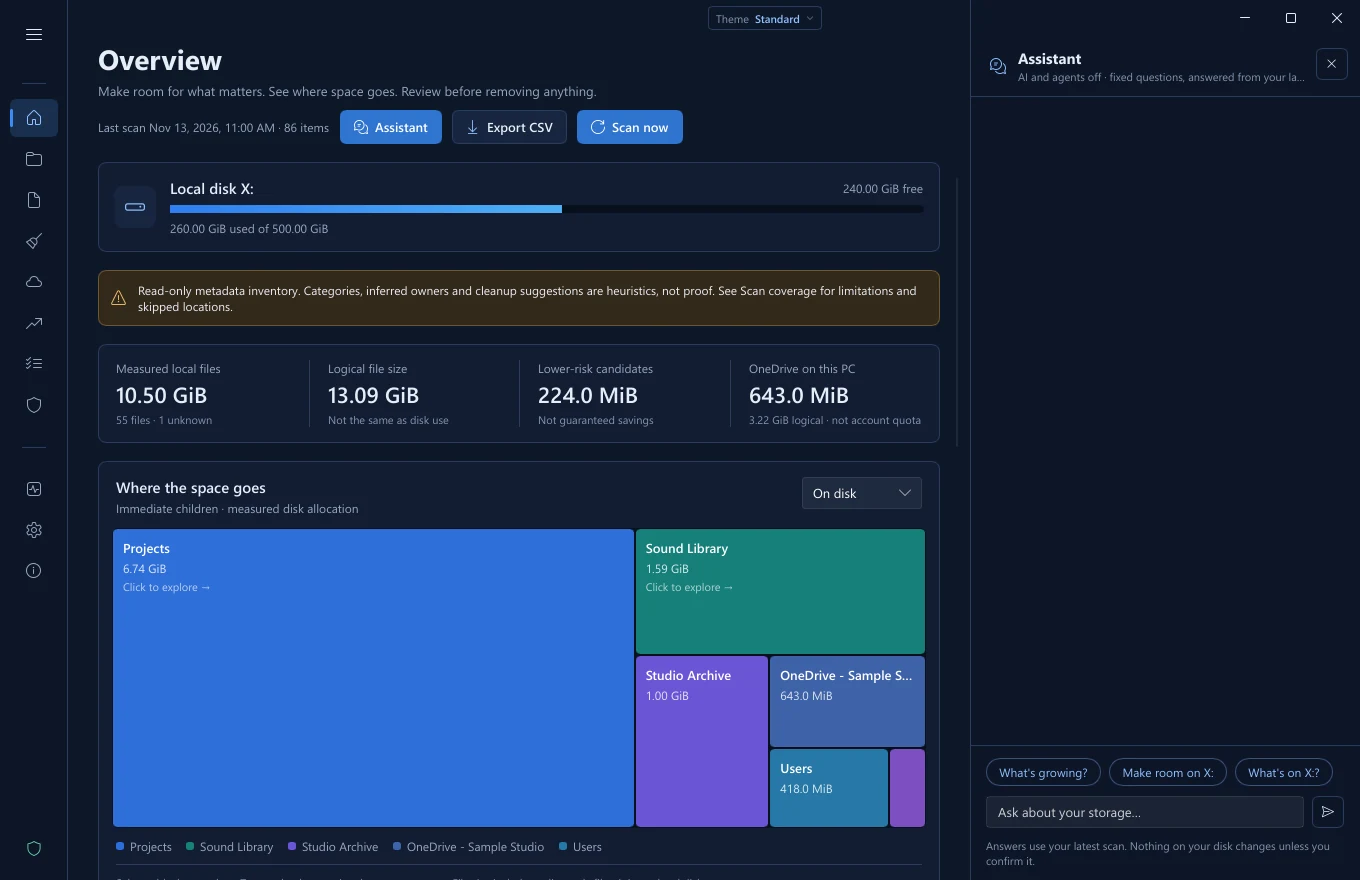 Theme Standard
Overview
Make room for what matters. See where space goes. Review before removing anything.
Last scan Nov 13, 2026, 11:00 AM · 86 items
Assistant
Export CSV
Scan now
Local disk X:
240.00 GiB free
260.00 GiB used of 500.00 GiB
Read-only metadata inventory. Categories, inferred owners and cleanup suggestions are heuristics, not proof. See Scan coverage for limitations and
skipped locations.
Measured local files
10.50 GiB
55 files · 1 unknown
Logical file size
13.09 GiB
Not the same as disk use
Lower-risk candidates
224.0 MiB
Not guaranteed savings
OneDrive on this PC
643.0 MiB
3.22 GiB logical · not account quota
Where the space goes
Immediate children · measured disk allocation
On disk
Projects
6.74 GiB
Click to explore →
Sound Library
1.59 GiB
Click to explore →
Studio Archive
1.00 GiB
OneDrive - Sample S...
643.0 MiB
Users
418.0 MiB
Projects
Sound Library
Studio Archive
OneDrive - Sample Studio
Users
Assistant
AI and agents off · fixed questions, answered from your la...
What's growing?
Make room on X:
What's on X:?
Ask about your storage...
Answers use your latest scan. Nothing on your disk changes unless you
confirm it.